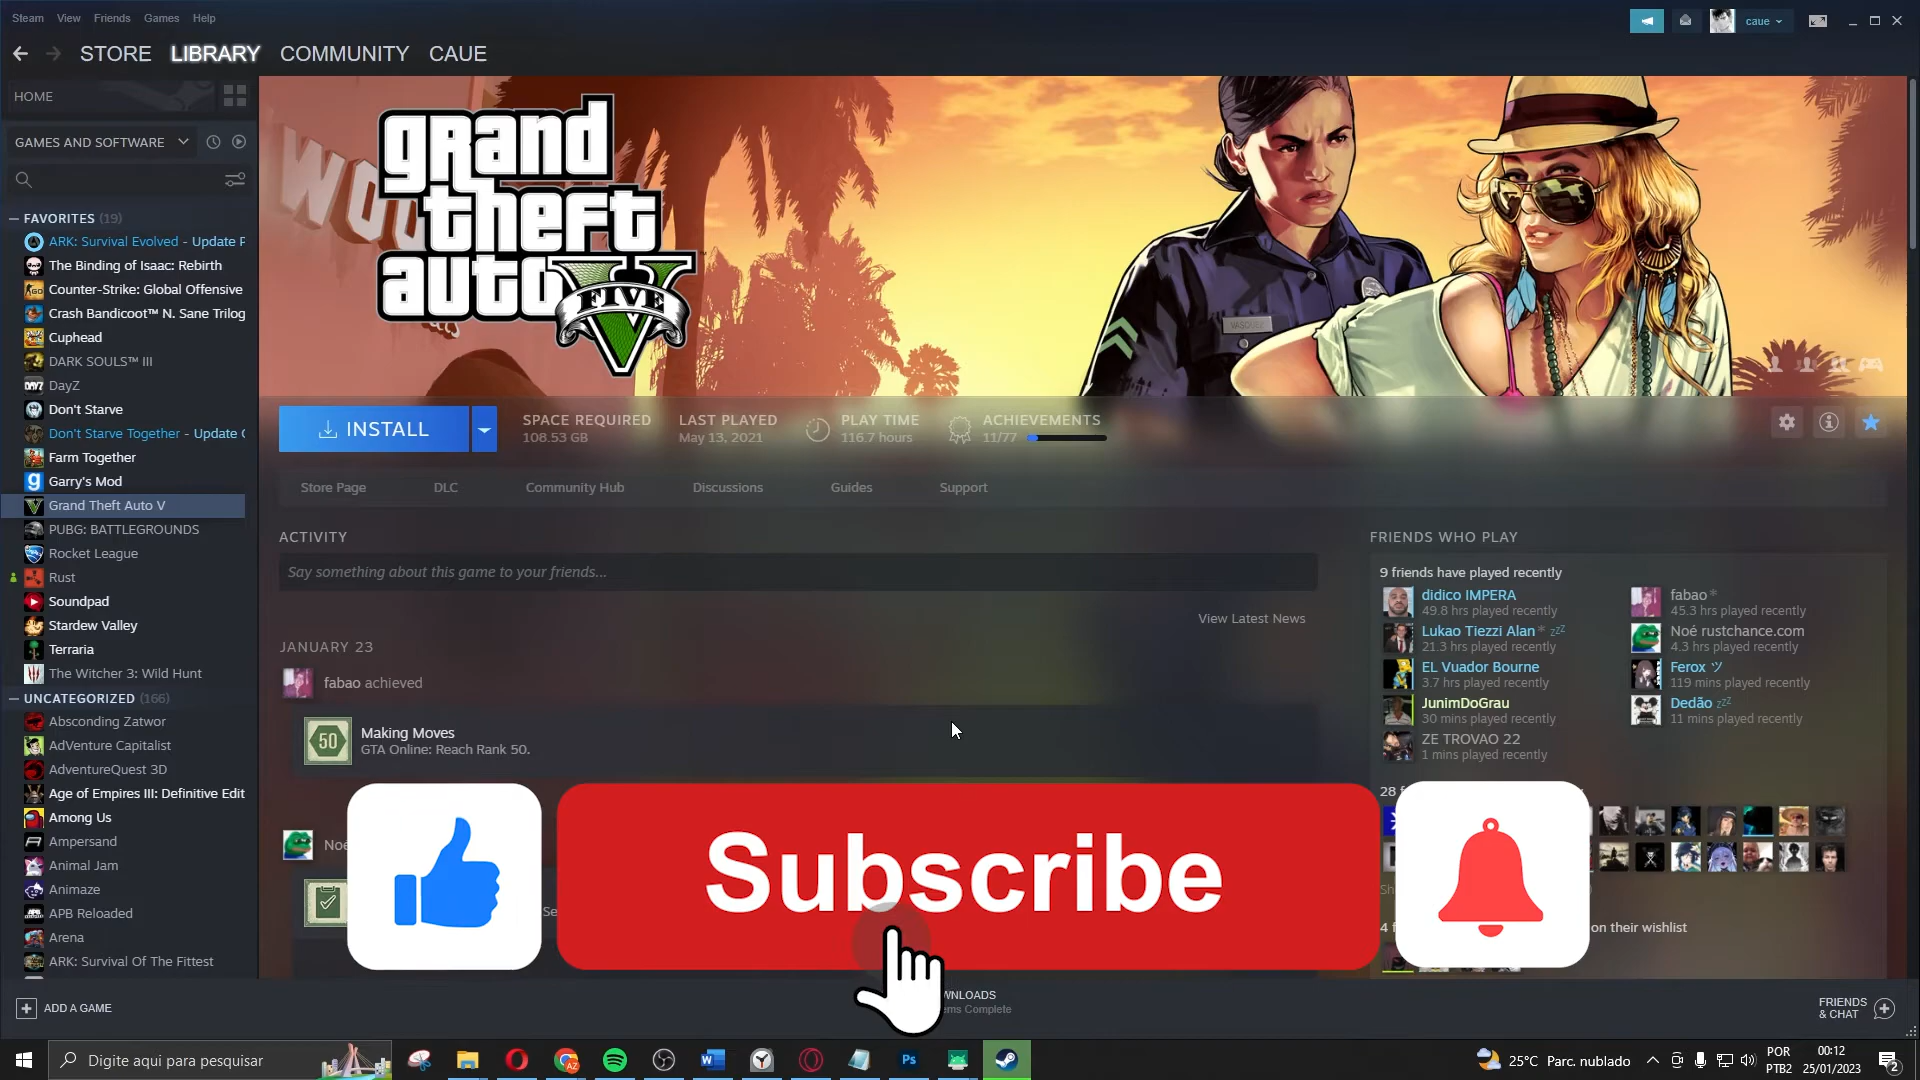 Steam View Friends Games Help
caue
STORE LIBRARY COMMUNITY CAUE
HOME
GAMES AND SOFTWARE
FAVORITES (19)
ARK: Survival Evolved - Update
The Binding of Isaac: Rebirth
Counter-Strike: Global Offensive
Crash Bandicoot™ N. Sane Trilog
Cuphead
DARK SOULS™ III
DayZ
Don't Starve
Don't Starve Together - Update
Farm Together
Garry's Mod
Grand Theft Auto V
PUBG: BATTLEGROUNDS
Rocket League
Rust
Soundpad
Stardew Valley
Terraria
The Witcher 3: Wild Hunt
UNCATEGORIZED (166)
Absconding Zatwor
AdVenture Capitalist
AdventureQuest 3D
Age of Empires III: Definitive Edit
Among Us
Ampersand
Animal Jam
Animaze
APB Reloaded
Arena
ARK: Survival Of The Fittest
ADD A GAME
grand
theft
auto V
FIVE
VASQUEZ
INSTALL
SPACE REQUIRED
108.53 GB
LAST PLAYED
May 13, 2021
PLAY TIME
116.7 hours
ACHIEVEMENTS
11/77
Store Page DLC Community Hub Discussions Guides Support
ACTIVITY
Say something about this game to your friends...
View Latest News
JANUARY 23
fabao achieved
50
Making Moves
GTA Online: Reach Rank 50.
FRIENDS WHO PLAY
9 friends have played recently
didico IMPERA
49.8 hrs played recently
fabao*
45.3 hrs played recently
Lukao Tiezzi Alan* zzZ
21.3 hrs played recently
Noé rustchance.com
4.3 hrs played recently
EL Vuador Bourne
3.7 hrs played recently
Ferox ツ
119 mins played recently
JunimDoGrau
30 mins played recently
Dedão zzZ
11 mins played recently
ZE TROVAO 22
1 mins played recently
28
on their wishlist
Subscribe
WNLOADS
ems Complete
FRIENDS
& CHAT
Digite aqui para pesquisar
25°C Parc. nublado
POR
PTB2
00:12
25/01/2023
2